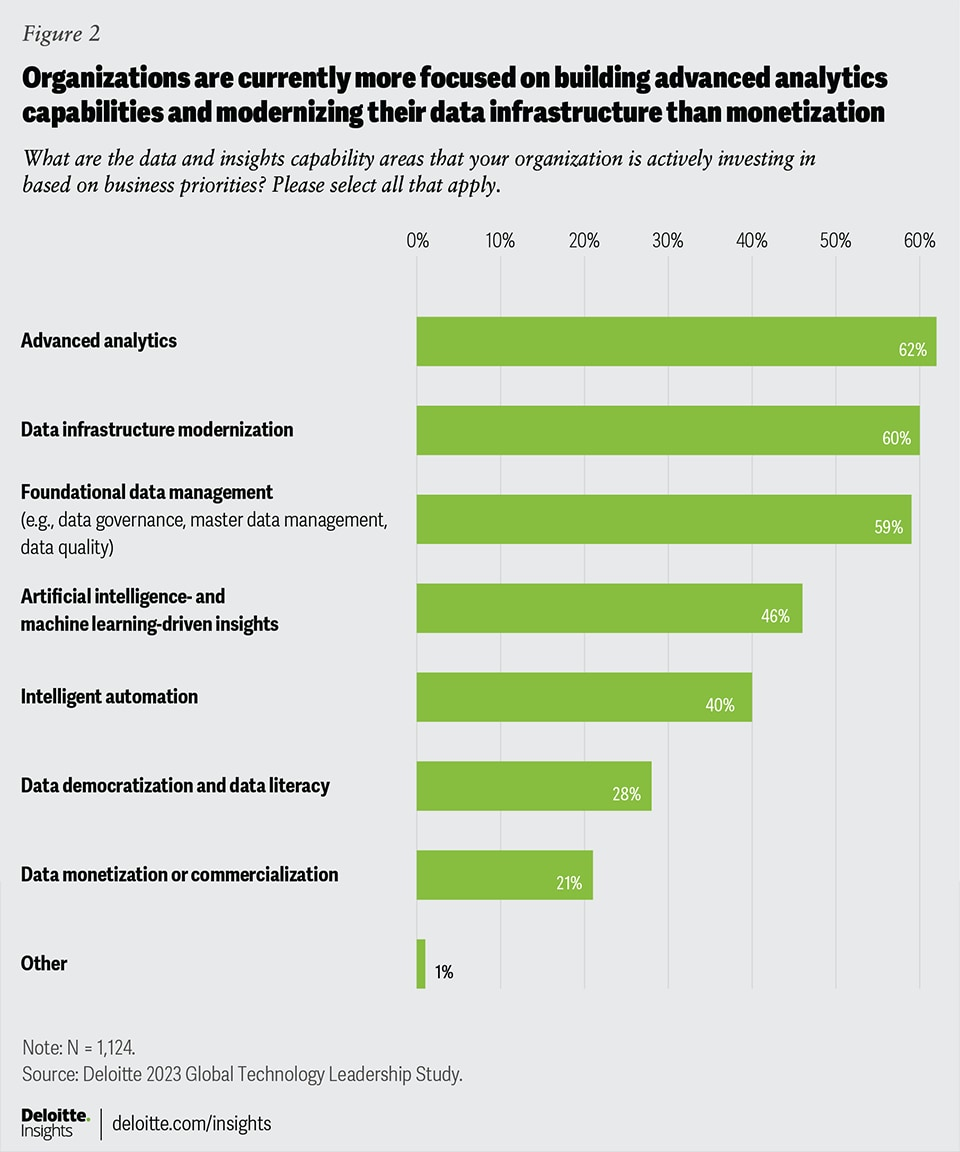 Figure 2
Organizations are currently more focused on building advanced analytics
capabilities and modernizing their data infrastructure than monetization
What are the data and insights capability areas that your organization is actively investing in
based on business priorities? Please select all that apply.
0% 10% 20% 30% 40% 50% 60%
Advanced analytics 62%
Data infrastructure modernization 60%
Foundational data management
(e.g., data governance, master data management,
data quality) 59%
Artificial intelligence- and
machine learning-driven insights 46%
Intelligent automation 40%
Data democratization and data literacy 28%
Data monetization or commercialization 21%
Other 1%
Note: N = 1,124.
Source: Deloitte 2023 Global Technology Leadership Study.
Deloitte.
Insights
deloitte.com/insights